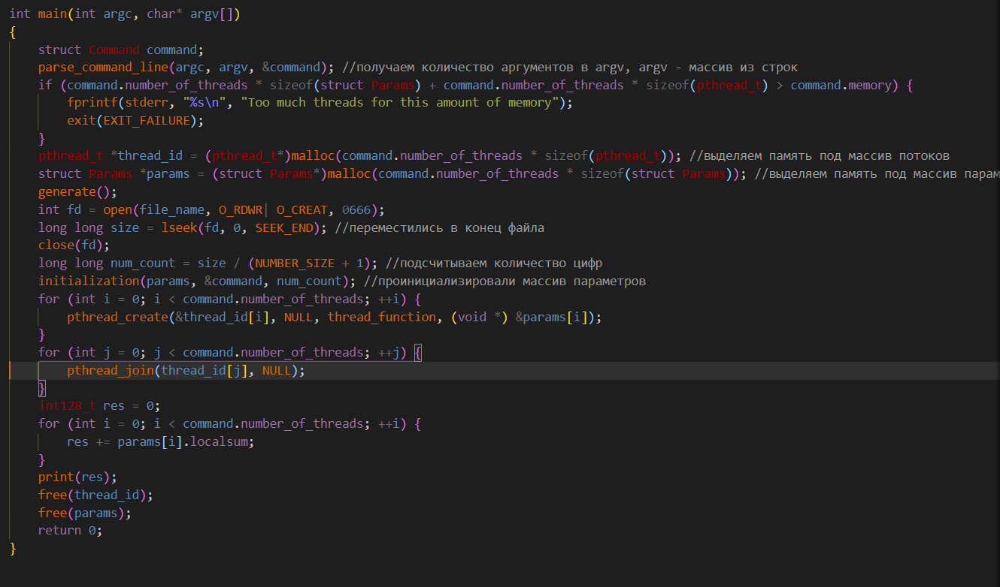 int main(int argc, char* argv[])
{
    struct Command command;
    parse_command_line(argc, argv, &command); //получаем количество аргументов в argv, argv - массив из строк
    if (command.number_of_threads * sizeof(struct Params) + command.number_of_threads * sizeof(pthread_t) > command.memory) {
        fprintf(stderr, "%s\n", "Too much threads for this amount of memory");
        exit(EXIT_FAILURE);
    }
    pthread_t *thread_id = (pthread_t*)malloc(command.number_of_threads * sizeof(pthread_t)); //выделяем память под массив потоков
    struct Params *params = (struct Params*)malloc(command.number_of_threads * sizeof(struct Params)); //выделяем память под массив парам
    generate();
    int fd = open(file_name, O_RDWR| O_CREAT, 0666);
    long long size = lseek(fd, 0, SEEK_END); //переместились в конец файла
    close(fd);
    long long num_count = size / (NUMBER_SIZE + 1); //подсчитываем количество цифр
    initialization(params, &command, num_count); //проинициализировали массив параметров
    for (int i = 0; i < command.number_of_threads; ++i) {
        pthread_create(&thread_id[i], NULL, thread_function, (void *) &params[i]);
    }
    for (int j = 0; j < command.number_of_threads; ++j) {
        pthread_join(thread_id[j], NULL);
    }
    int128_t res = 0;
    for (int i = 0; i < command.number_of_threads; ++i) {
        res += params[i].localsum;
    }
    print(res);
    free(thread_id);
    free(params);
    return 0;
}